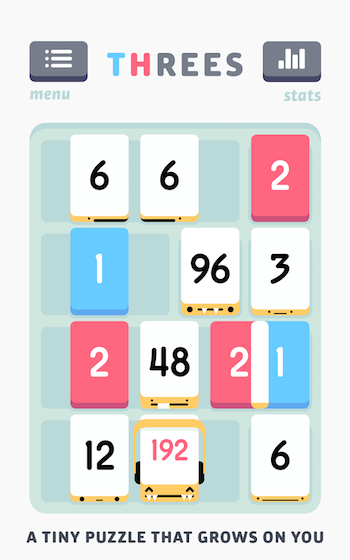 THREES
menu stats
6 6 2
1 96 3
2 48 2 1
12 192 6
A TINY PUZZLE THAT GROWS ON YOU